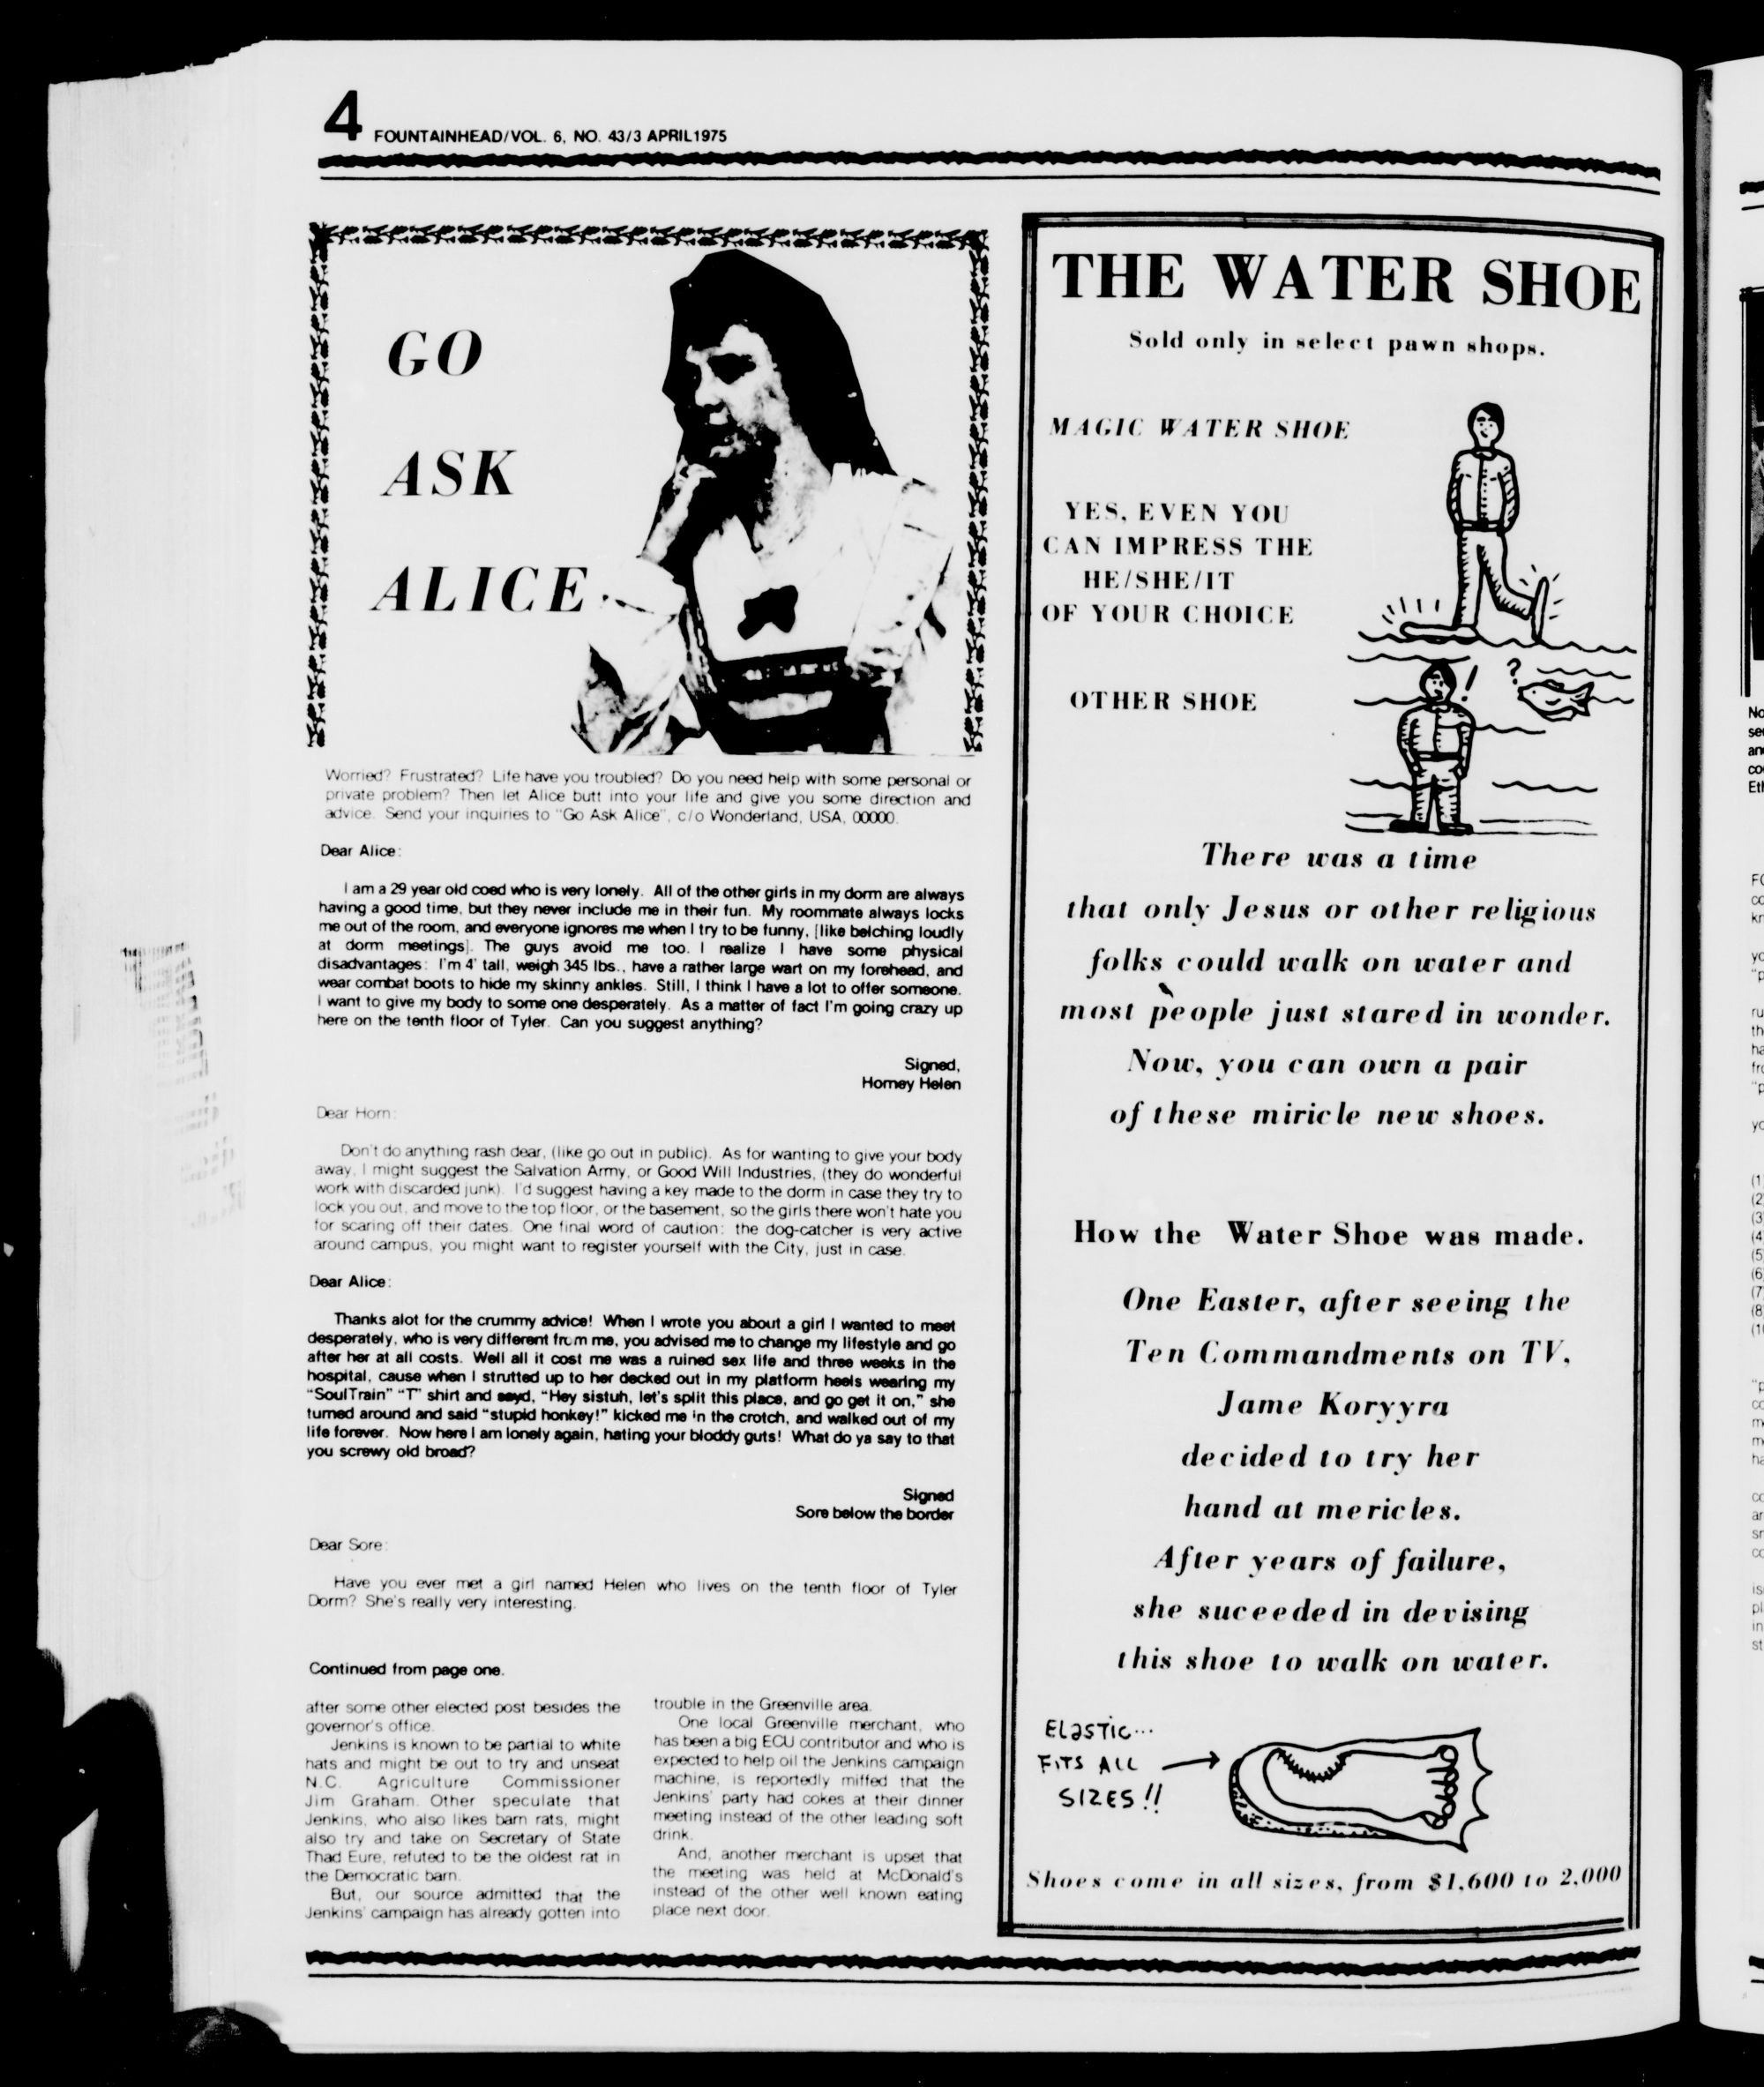 4 FOUNTAINHEAD/VOL. 6, NO. 43/3 APRIL1975
GO
ASK
ALICE
Worried? Frustrated? Life have you troubled? Do you need help with some personal or
private problem? Then let Alice butt into your life and give you some direction and
advice. Send your inquiries to "Go Ask Alice", c/o Wonderland, USA, 00000.
Dear Alice:
I am a 29 year old coed who is very lonely. All of the other girls in my dorm are always
having a good time, but they never include me in their fun. My roommate always locks
me out of the room, and everyone ignores me when I try to be funny, [like belching loudly
at dorm meetings]. The guys avoid me too. I realize I have some physical
disadvantages: I'm 4' tall, weigh 345 lbs., have a rather large wart on my forehead, and
wear combat boots to hide my skinny ankles. Still, I think I have a lot to offer someone.
I want to give my body to some one desperately. As a matter of fact I'm going crazy up
here on the tenth floor of Tyler. Can you suggest anything?
Signed,
Horney Helen
Dear Horn:
Don't do anything rash dear, (like go out in public). As for wanting to give your body
away, I might suggest the Salvation Army, or Good Will Industries, (they do wonderful
work with discarded junk). I'd suggest having a key made to the dorm in case they try to
lock you out, and move to the top floor, or the basement, so the girls there won't hate you
for scaring off their dates. One final word of caution: the dog-catcher is very active
around campus, you might want to register yourself with the City, just in case.
Dear Alice:
Thanks alot for the crummy advice! When I wrote you about a girl I wanted to meet
desperately, who is very different from me, you advised me to change my lifestyle and go
after her at all costs. Well all it cost me was a ruined sex life and three weeks in the
hospital, cause when I strutted up to her decked out in my platform heels wearing my
"SoulTrain" "T" shirt and sayd, "Hey sistuh, let's split this place, and go get it on," she
turned around and said "stupid honkey!" kicked me in the crotch, and walked out of my
life forever. Now here I am lonely again, hating your bloddy guts! What do ya say to that
you screwy old broad?
Signed
Sore below the border
Dear Sore:
Have you ever met a girl named Helen who lives on the tenth floor of Tyler
Dorm? She's really very interesting.
Continued from page one.
after some other elected post besides the
governor's office.
Jenkins is known to be partial to white
hats and might be out to try and unseat
N.C. Agriculture Commissioner
Jim Graham. Other speculate that
Jenkins, who also likes barn rats, might
also try and take on Secretary of State
Thad Eure, refuted to be the oldest rat in
the Democratic barn.
But, our source admitted that the
Jenkins' campaign has already gotten into
trouble in the Greenville area.
One local Greenville merchant, who
has been a big ECU contributor and who is
expected to help oil the Jenkins campaign
machine, is reportedly miffed that the
Jenkins' party had cokes at their dinner
meeting instead of the other leading soft
drink.
And, another merchant is upset that
the meeting was held at McDonald's
instead of the other well known eating
place next door.
THE WATER SHOE
Sold only in select pawn shops.
MAGIC WATER SHOE
YES, EVEN YOU
CAN IMPRESS THE
HE/SHE/IT
OF YOUR CHOICE
! ?
OTHER SHOE
There was a time
that only Jesus or other religious
folks could walk on water and
most people just stared in wonder.
Now, you can own a pair
of these miricle new shoes.
How the Water Shoe was made.
One Easter, after seeing the
Ten Commandments on TV,
Jame Koryyra
decided to try her
hand at mericles.
After years of failure,
she suceeded in devising
this shoe to walk on water.
ELASTIC...
FITS ALL
SIZES!!
Shoes come in all sizes, from $1,600 to 2,000